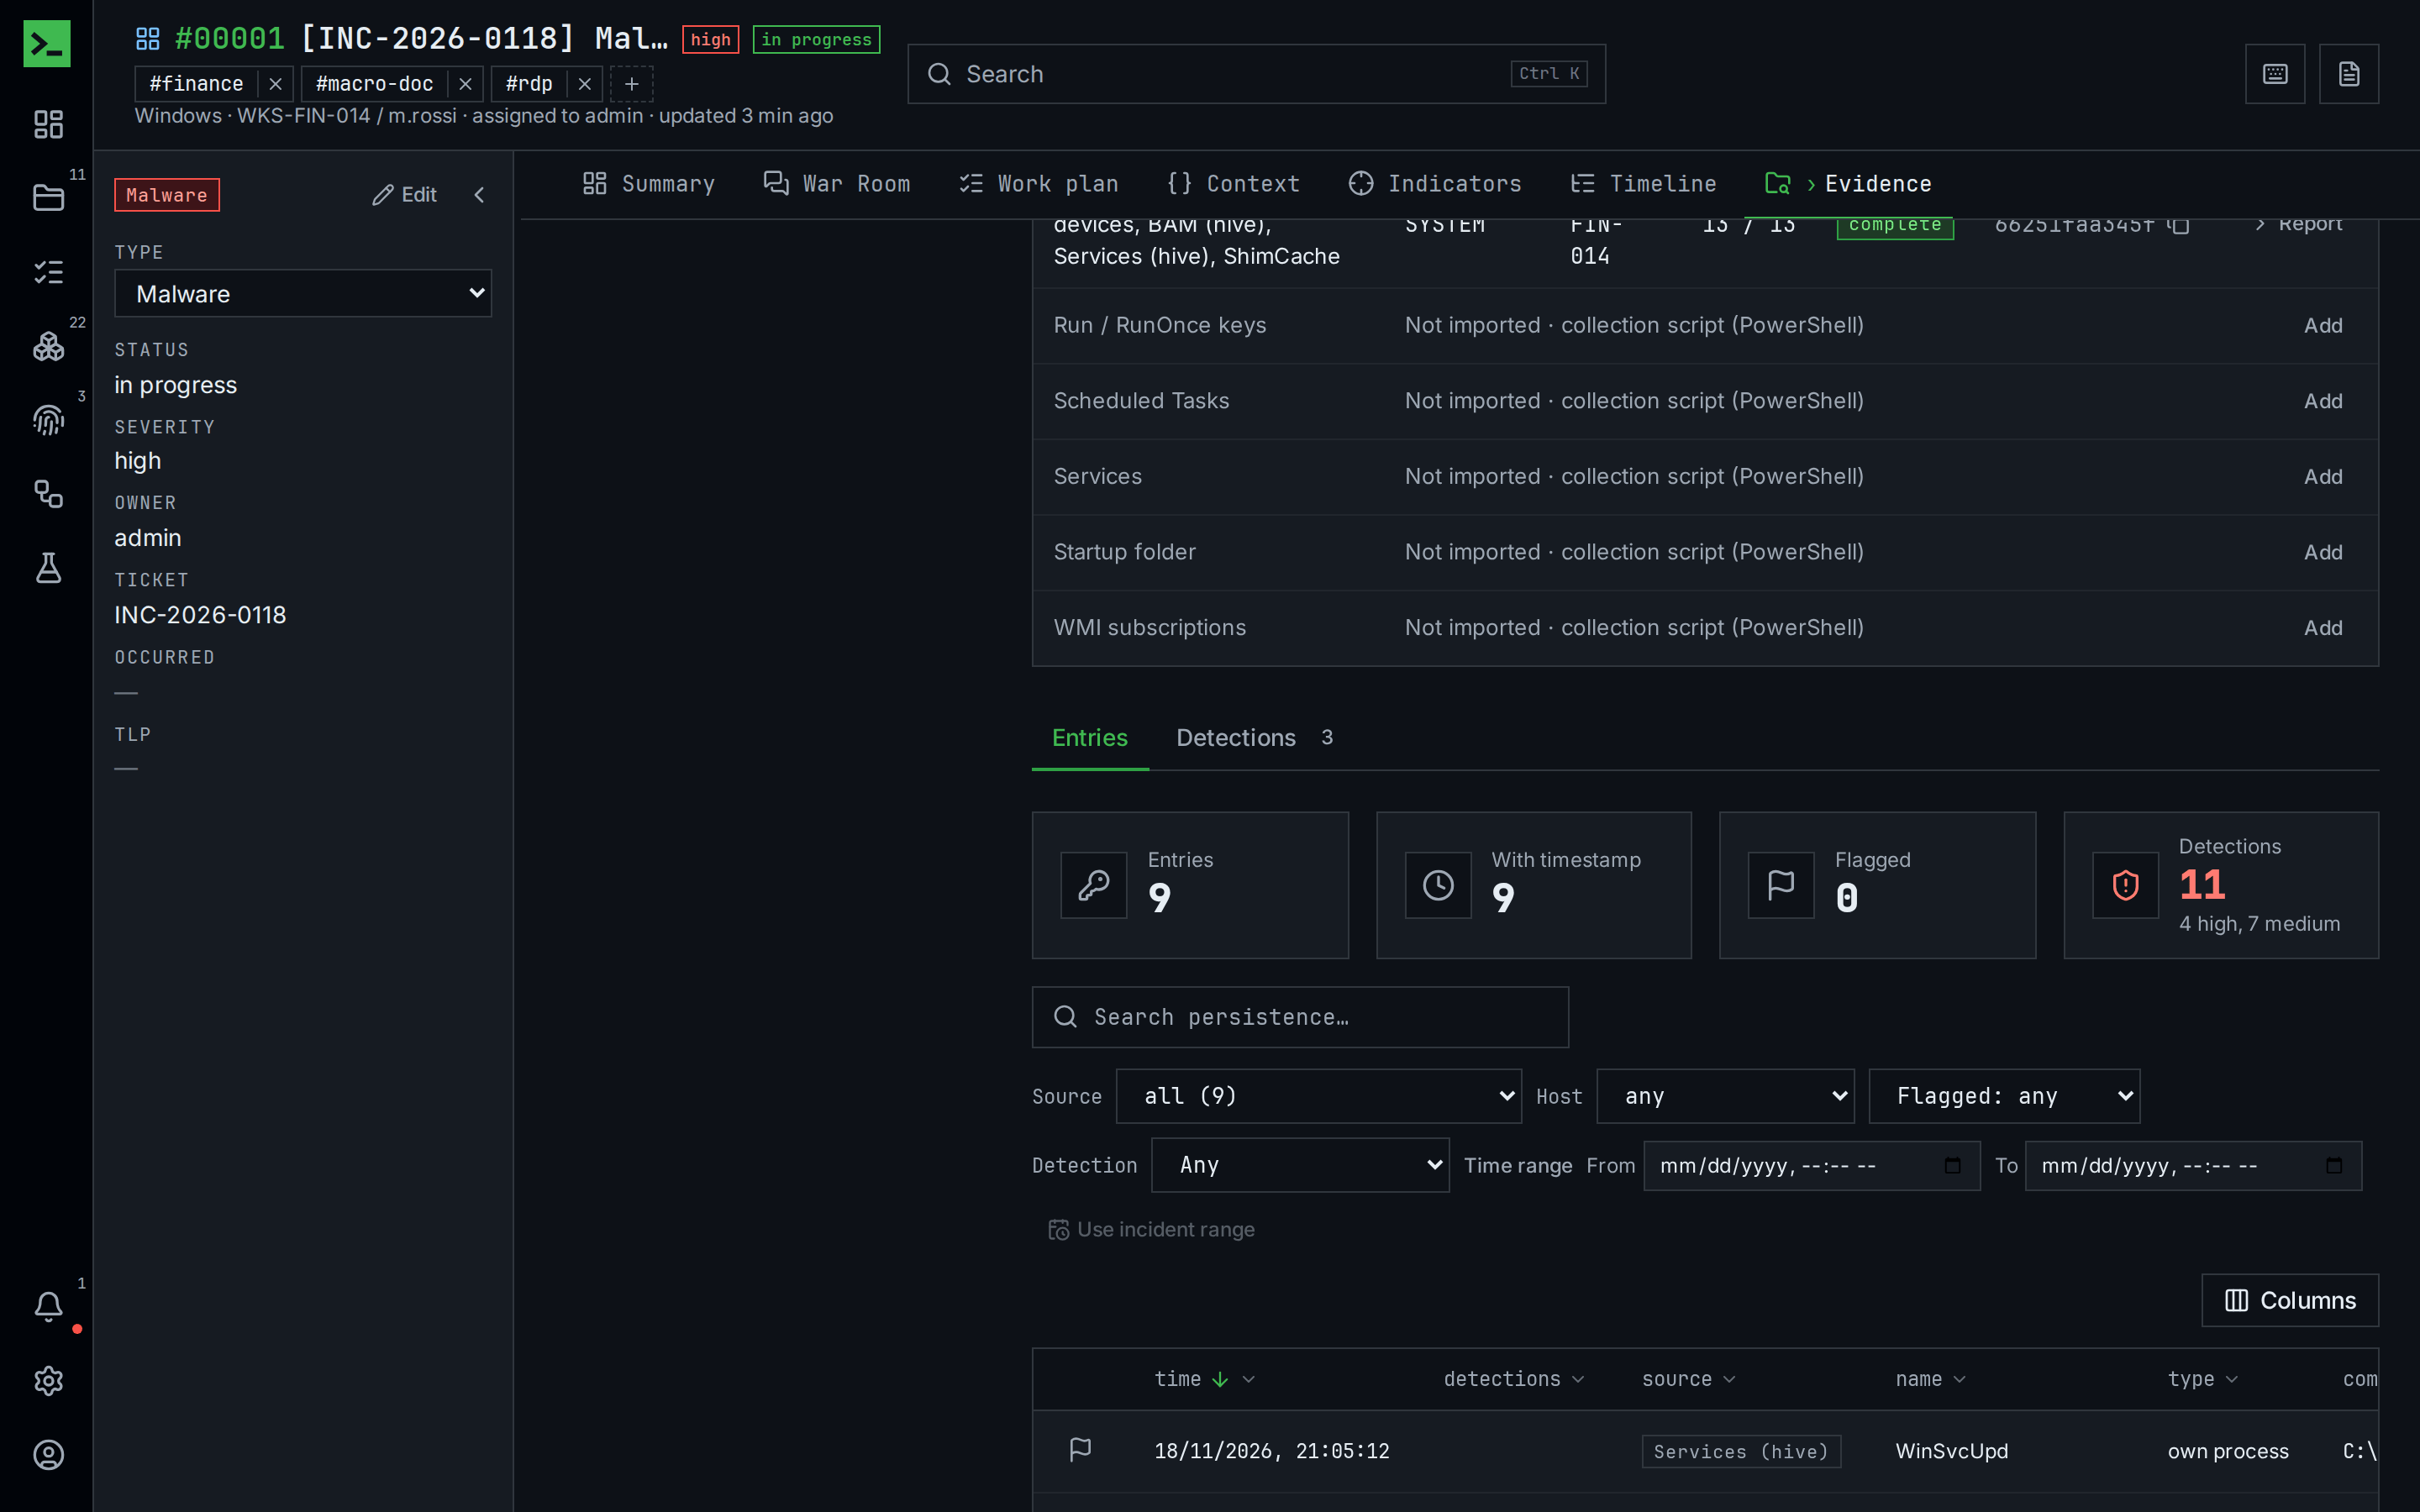 #00001 [INC-2026-0118] Mal… high in progress
#finance #macro-doc #rdp
Windows · WKS-FIN-014 / m.rossi · assigned to admin · updated 3 min ago
Search Ctrl K
11
22
3
1
Malware Edit
TYPE
Malware
STATUS
in progress
SEVERITY
high
OWNER
admin
TICKET
INC-2026-0118
OCCURRED
—
TLP
—
Summary War Room Work plan Context Indicators Timeline › Evidence
devices, BAM (hive), SYSTEM FIN- 13 / 13 complete 66251faa345f Report
Services (hive), ShimCache 014
Run / RunOnce keys Not imported · collection script (PowerShell) Add
Scheduled Tasks Not imported · collection script (PowerShell) Add
Services Not imported · collection script (PowerShell) Add
Startup folder Not imported · collection script (PowerShell) Add
WMI subscriptions Not imported · collection script (PowerShell) Add
Entries Detections 3
Entries
9
With timestamp
9
Flagged
0
Detections
11
4 high, 7 medium
Search persistence…
Source all (9) Host any Flagged: any
Detection Any Time range From mm/dd/yyyy, --:-- -- To mm/dd/yyyy, --:-- --
Use incident range
Columns
time detections source name type com
18/11/2026, 21:05:12 Services (hive) WinSvcUpd own process C:\